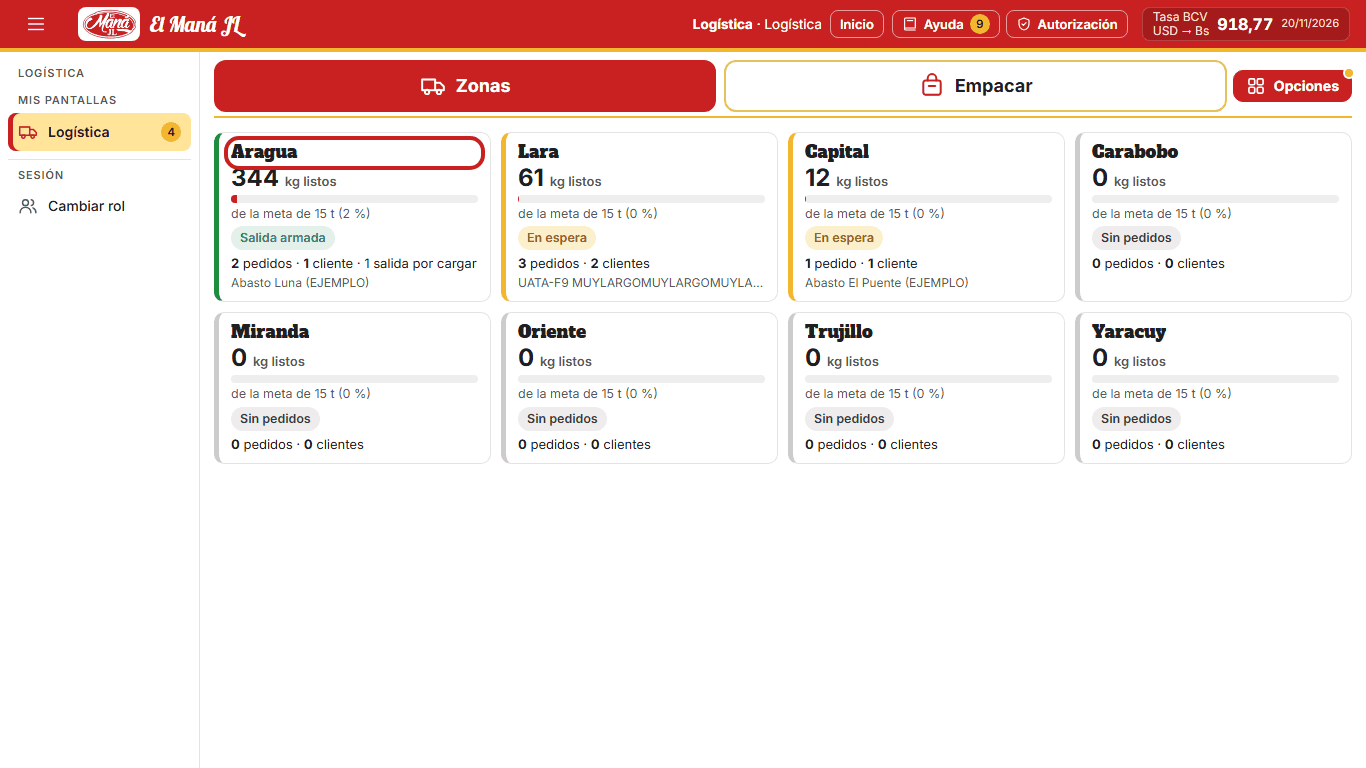 El Maná JL
Logística · Logística
Inicio
Ayuda 9
Autorización
Tasa BCV
USD → Bs
918,77
20/11/2026
LOGÍSTICA
MIS PANTALLAS
Logística 4
SESIÓN
Cambiar rol
Zonas
Empacar
Opciones
Aragua
344 kg listos
de la meta de 15 t (2 %)
Salida armada
2 pedidos · 1 cliente · 1 salida por cargar
Abasto Luna (EJEMPLO)
Lara
61 kg listos
de la meta de 15 t (0 %)
En espera
3 pedidos · 2 clientes
UATA-F9 MUYLARGOMUYLARGOMUYLA...
Capital
12 kg listos
de la meta de 15 t (0 %)
En espera
1 pedido · 1 cliente
Abasto El Puente (EJEMPLO)
Carabobo
0 kg listos
de la meta de 15 t (0 %)
Sin pedidos
0 pedidos · 0 clientes
Miranda
0 kg listos
de la meta de 15 t (0 %)
Sin pedidos
0 pedidos · 0 clientes
Oriente
0 kg listos
de la meta de 15 t (0 %)
Sin pedidos
0 pedidos · 0 clientes
Trujillo
0 kg listos
de la meta de 15 t (0 %)
Sin pedidos
0 pedidos · 0 clientes
Yaracuy
0 kg listos
de la meta de 15 t (0 %)
Sin pedidos
0 pedidos · 0 clientes